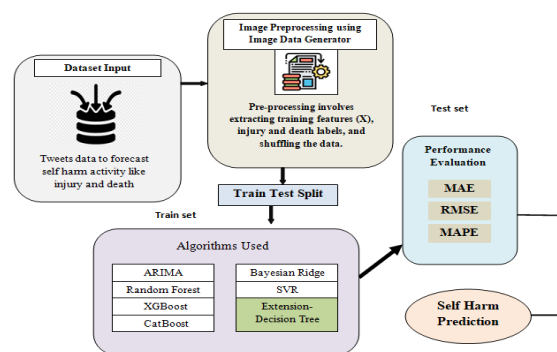 Dataset Input
Tweets data to forecast
self harm activity like
injury and death
Image Preprocessing using
Image Data Generator
Pre-processing involves
extracting training features (X),
injury and death labels, and
shuffling the data.
Train Test Split
Train set
Algorithms Used
ARIMA
Random Forest
XGBoost
CatBoost
Bayesian Ridge
SVR
Extension-
Decision Tree
Test set
Performance
Evaluation
MAE
RMSE
MAPE
Self Harm
Prediction